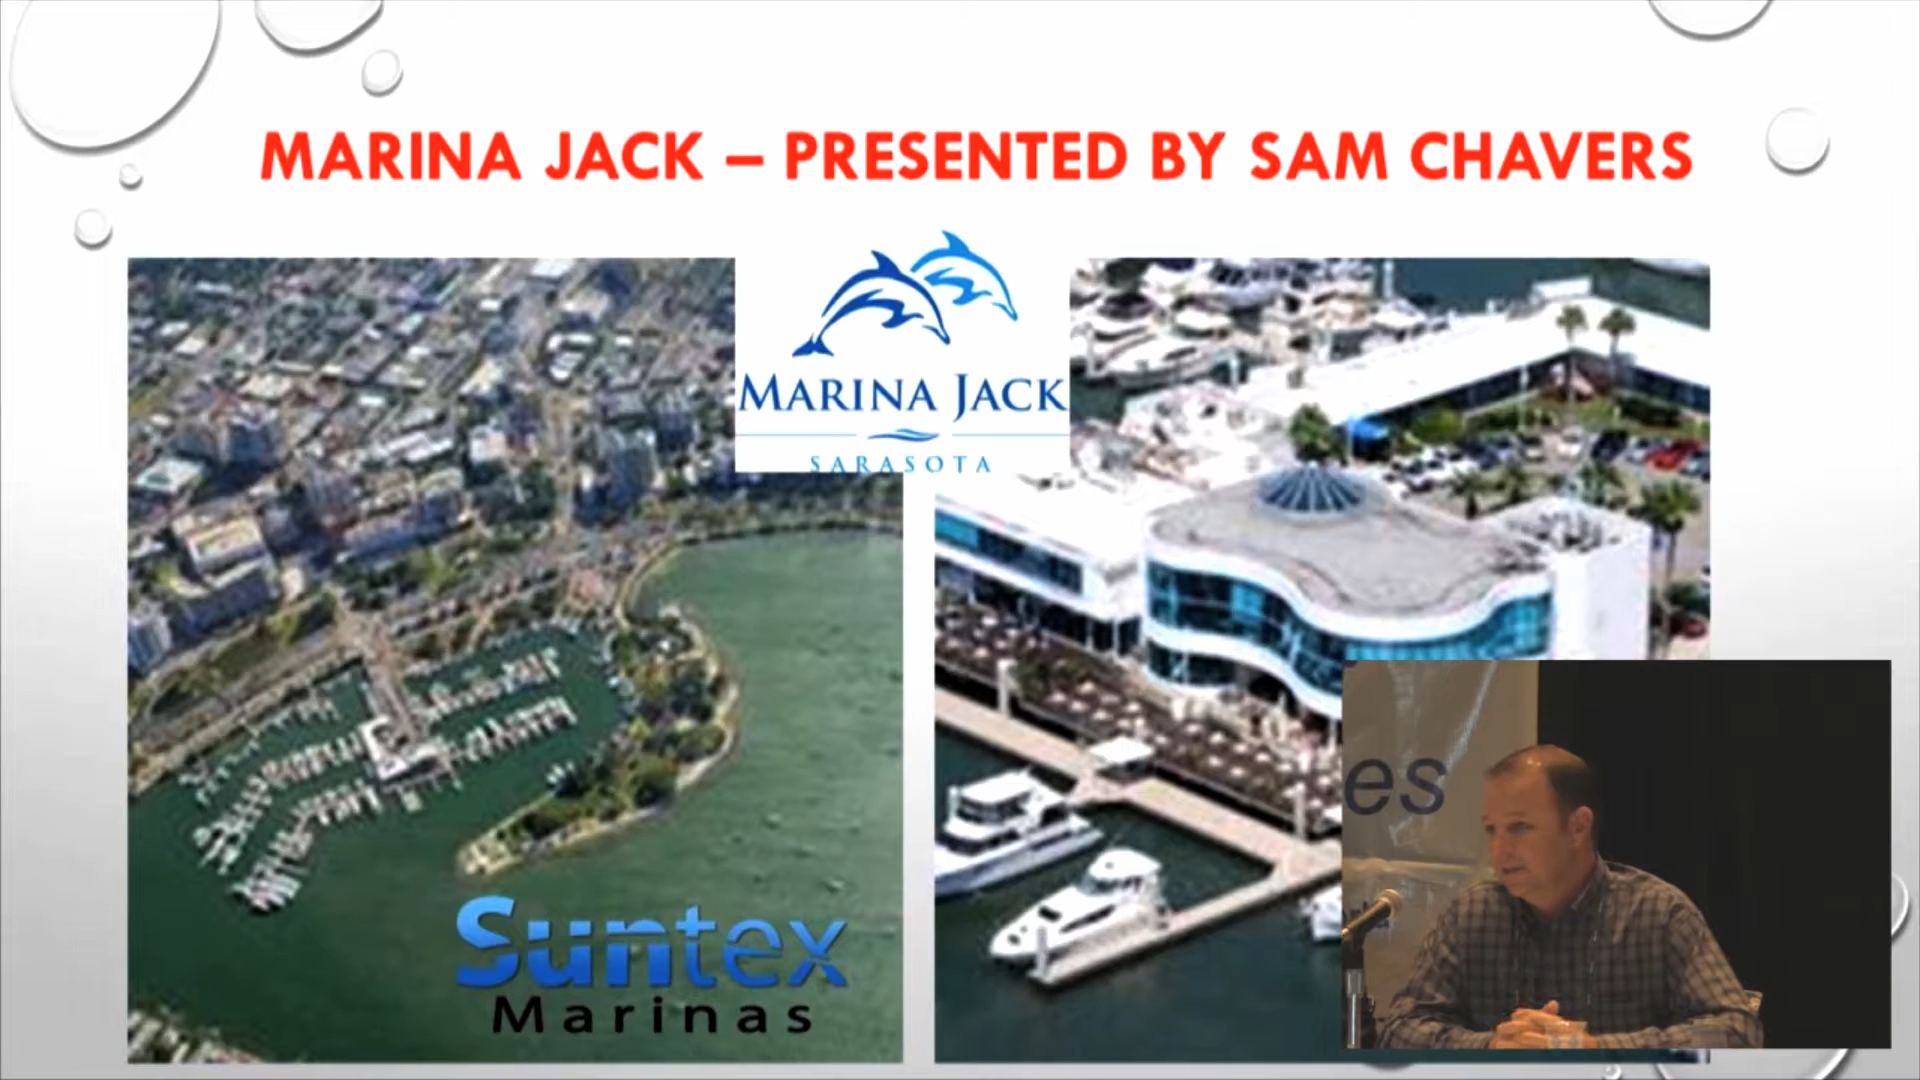 MARINA JACK – PRESENTED BY SAM CHAVERS
MARINA JACK
SARASOTA
Suntex
Marinas
es